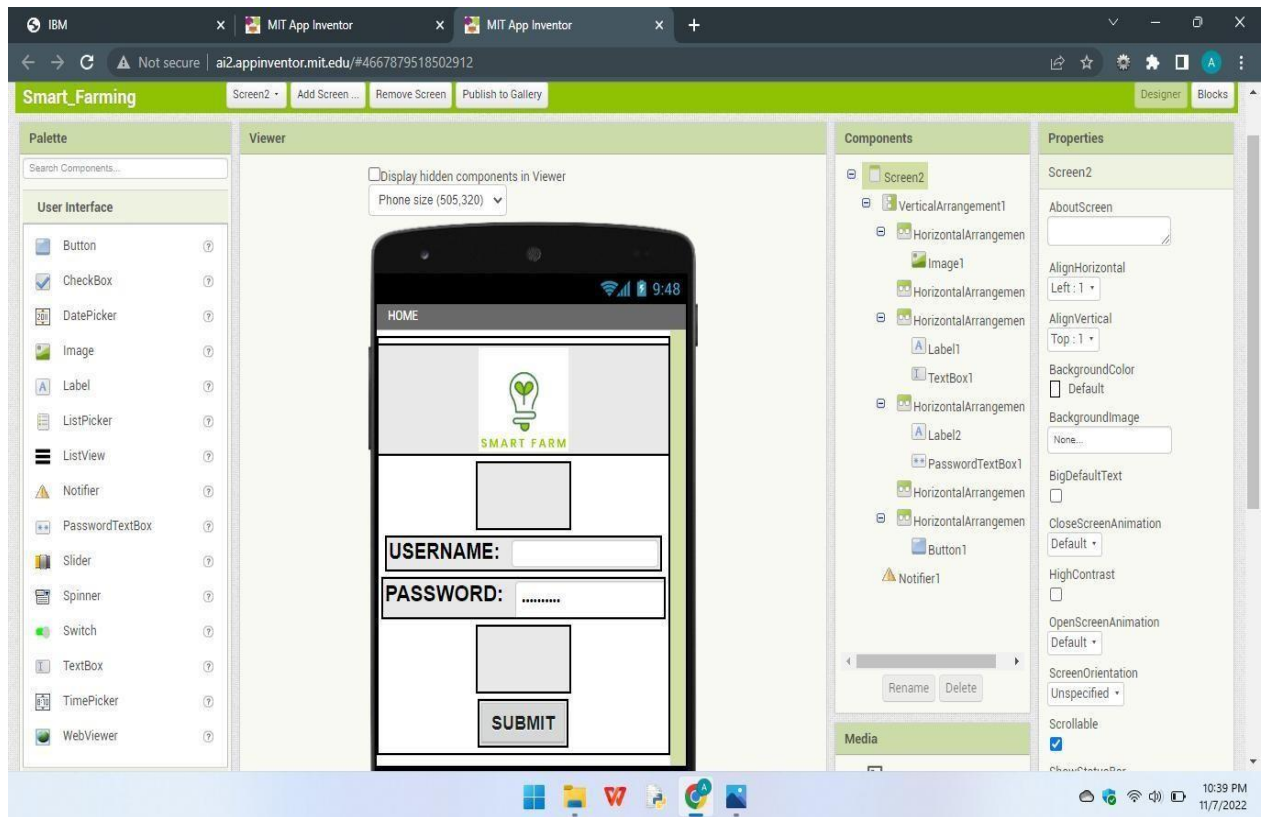 IBM
MIT App Inventor
MIT App Inventor
Not secure
ai2.appinventor.mit.edu/#4667879518502912
A
Smart_Farming
Screen2
Add Screen ...
Remove Screen
Publish to Gallery
Designer
Blocks
Palette
Search Components...
User Interface
Button
CheckBox
DatePicker
Image
Label
ListPicker
ListView
Notifier
PasswordTextBox
Slider
Spinner
Switch
TextBox
TimePicker
WebViewer
Viewer
Display hidden components in Viewer
Phone size (505,320)
9:48
HOME
SMART FARM
USERNAME:
PASSWORD: ..........
SUBMIT
Components
Screen2
VerticalArrangement1
HorizontalArrangemen
Image1
HorizontalArrangemen
HorizontalArrangemen
Label1
TextBox1
HorizontalArrangemen
Label2
PasswordTextBox1
HorizontalArrangemen
HorizontalArrangemen
Button1
Notifier1
Rename
Delete
Media
Properties
Screen2
AboutScreen
AlignHorizontal
Left : 1
AlignVertical
Top : 1
BackgroundColor
Default
BackgroundImage
None...
BigDefaultText
CloseScreenAnimation
Default
HighContrast
OpenScreenAnimation
Default
ScreenOrientation
Unspecified
Scrollable
ShowStatusBar
10:39 PM
11/7/2022